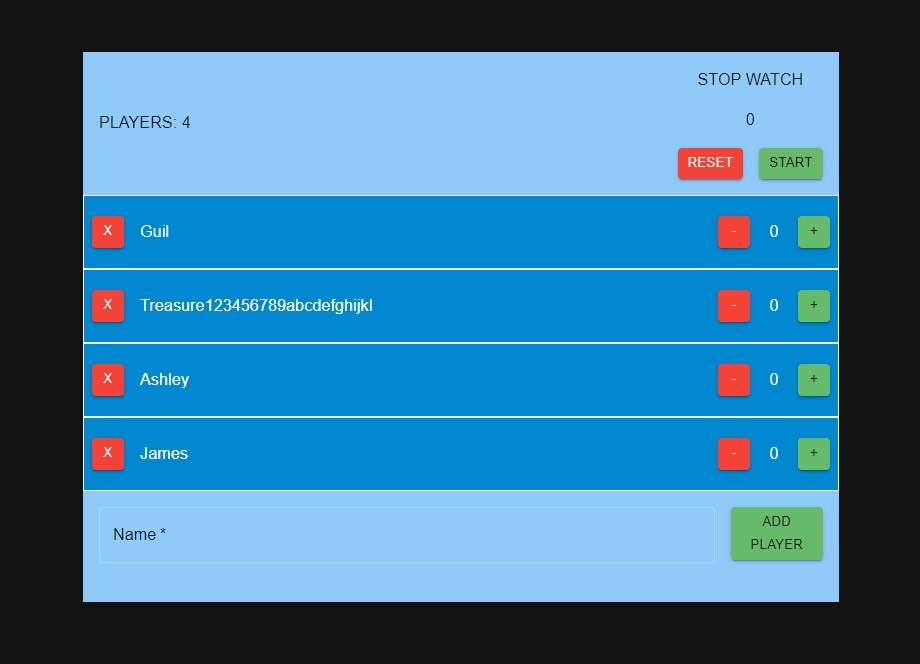 STOP WATCH
PLAYERS: 4
0
RESET START
X Guil - 0 +
X Treasure123456789abcdefghijkl - 0 +
X Ashley - 0 +
X James - 0 +
Name *
ADD
PLAYER